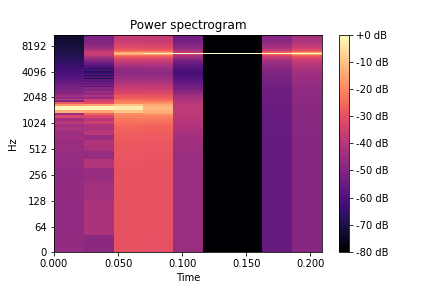 Power spectrogram
8192
4096
2048
1024
512
256
128
64
0
Hz
0.000 0.050 0.100 0.150 0.200
Time
+0 dB
-10 dB
-20 dB
-30 dB
-40 dB
-50 dB
-60 dB
-70 dB
-80 dB